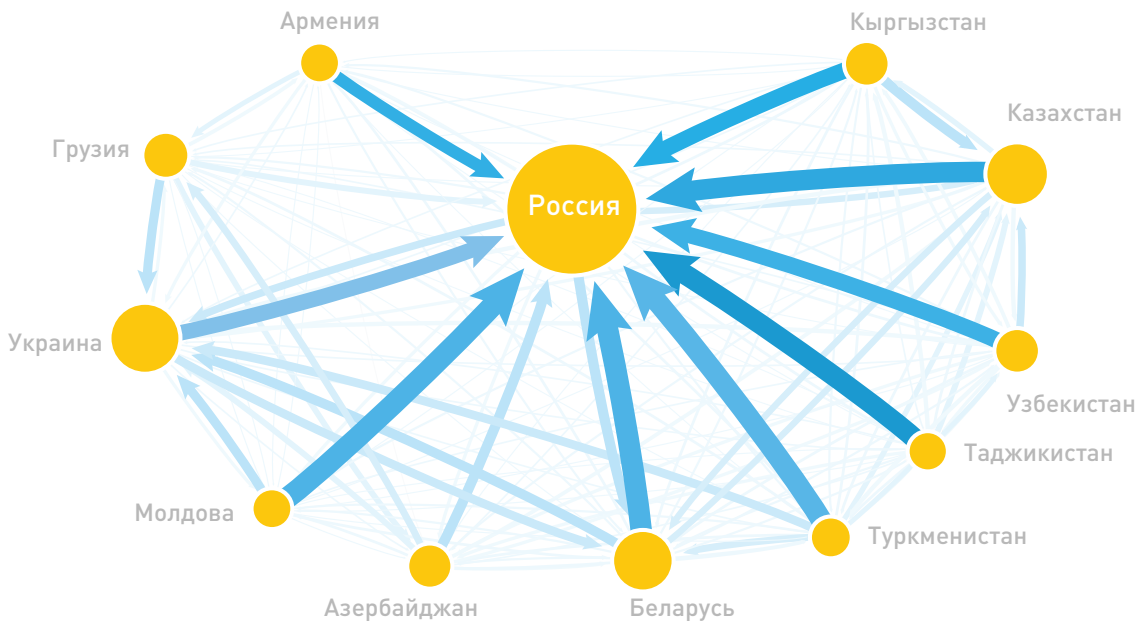 Армения
Кыргызстан
Казахстан
Грузия
Россия
Украина
Узбекистан
Таджикистан
Молдова
Туркменистан
Азербайджан
Беларусь